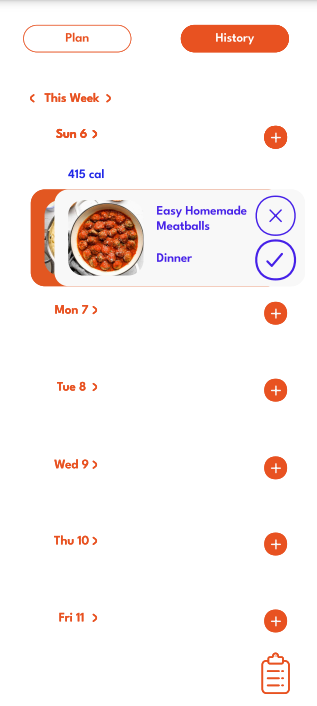 Plan
History
This Week
Sun 6
415 cal
Easy Homemade
Meatballs
Dinner
Mon 7
Tue 8
Wed 9
Thu 10
Fri 11